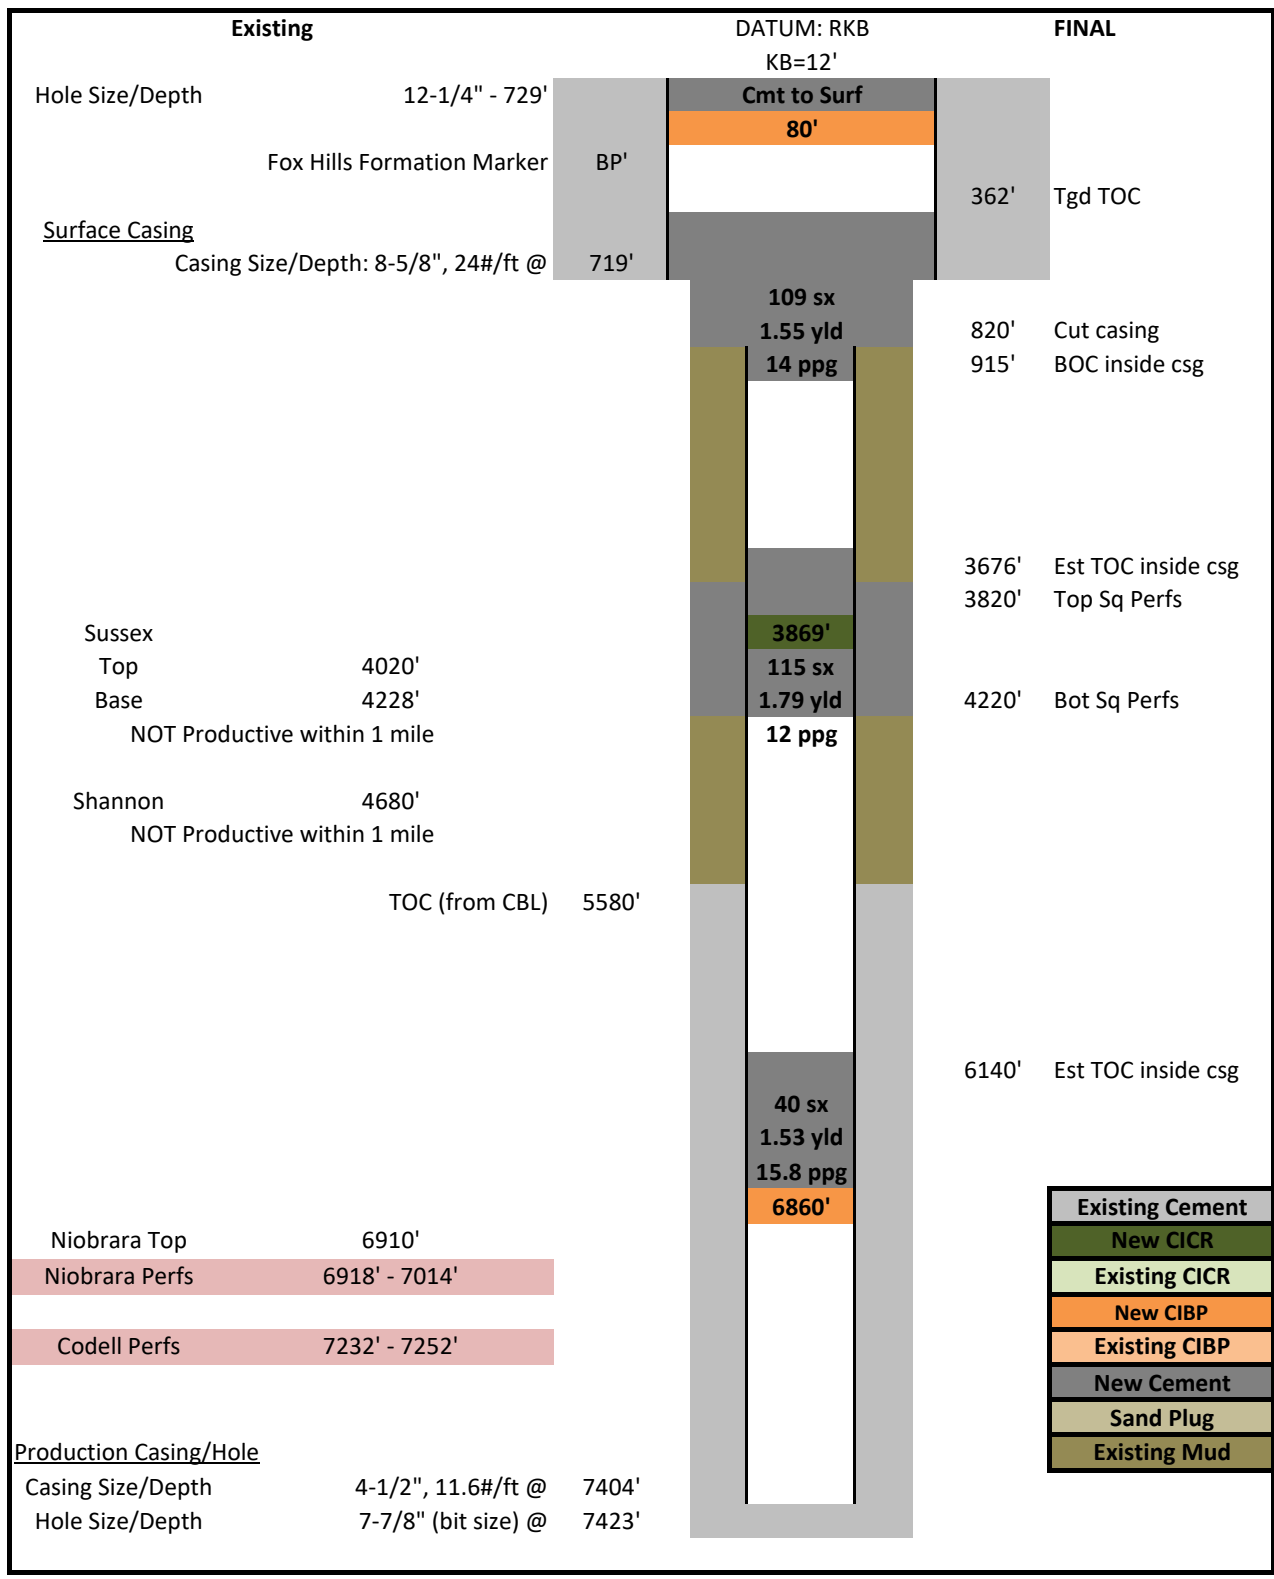 Existing DATUM: RKB FINAL
KB=12'
Hole Size/Depth 12-1/4" - 729' Cmt to Surf
80'
Fox Hills Formation Marker BP'
362' Tgd TOC
Surface Casing
Casing Size/Depth: 8-5/8", 24#/ft @ 719'
109 sx
1.55 yld 820' Cut casing
14 ppg 915' BOC inside csg
3676' Est TOC inside csg
3820' Top Sq Perfs
Sussex 3869'
Top 4020' 115 sx
Base 4228' 1.79 yld 4220' Bot Sq Perfs
NOT Productive within 1 mile 12 ppg
Shannon 4680'
NOT Productive within 1 mile
TOC (from CBL) 5580'
6140' Est TOC inside csg
40 sx
1.53 yld
15.8 ppg
6860' Existing Cement
Niobrara Top 6910' New CICR
Niobrara Perfs 6918' - 7014' Existing CICR
New CIBP
Codell Perfs 7232' - 7252' Existing CIBP
New Cement
Sand Plug
Production Casing/Hole Existing Mud
Casing Size/Depth 4-1/2", 11.6#/ft @ 7404'
Hole Size/Depth 7-7/8" (bit size) @ 7423'